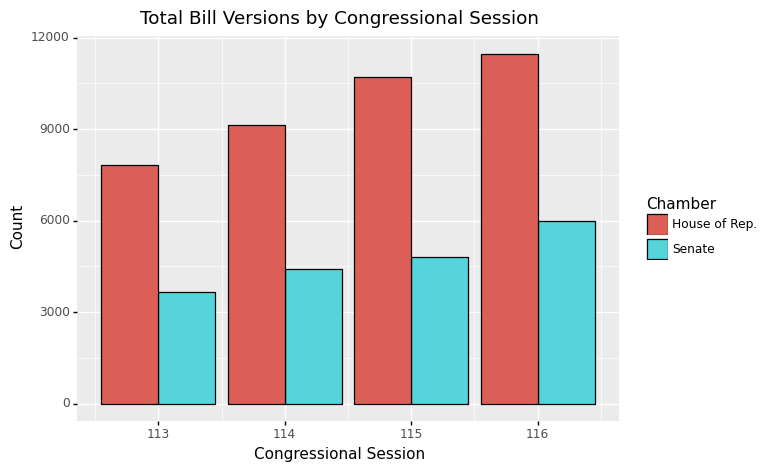 Total Bill Versions by Congressional Session
12000
9000
6000
3000
0
Count
113 114 115 116
Congressional Session
Chamber
House of Rep.
Senate